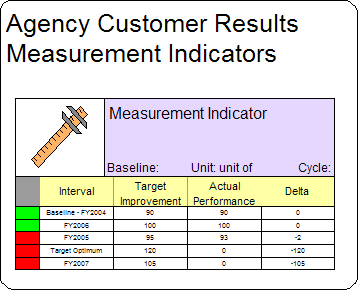 Agency Customer Results
Measurement Indicators
Measurement Indicator
Baseline: Unit: unit of Cycle:
Interval Target Improvement Actual Performance Delta
Baseline - FY2004 90 90 0
FY2006 100 100 0
FY2005 95 93 -2
Target Optimum 120 0 -120
FY2007 105 0 -105